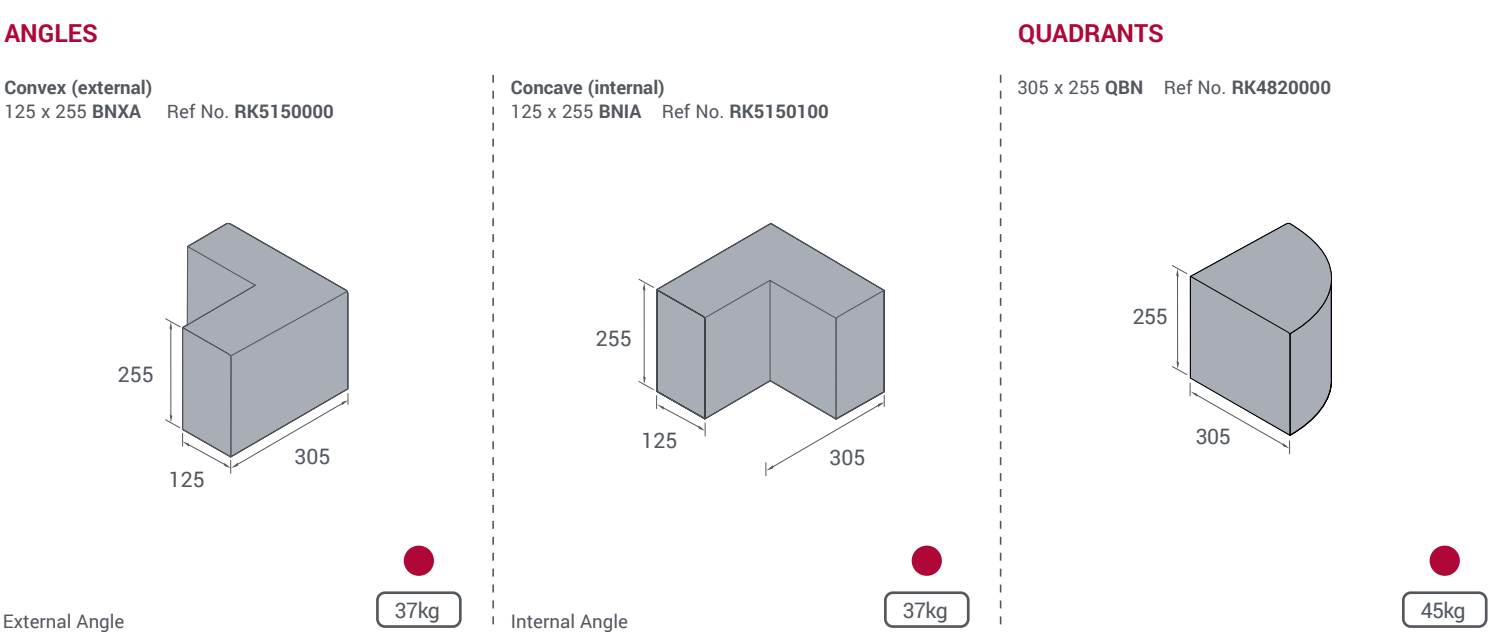 ANGLES
Convex (external)
125 x 255 BNXA Ref No. RK5150000
255
125
305
37kg
External Angle
Concave (internal)
125 x 255 BNIA Ref No. RK5150100
255
125
305
37kg
Internal Angle
QUADRANTS
305 x 255 QBN Ref No. RK4820000
255
305
45kg